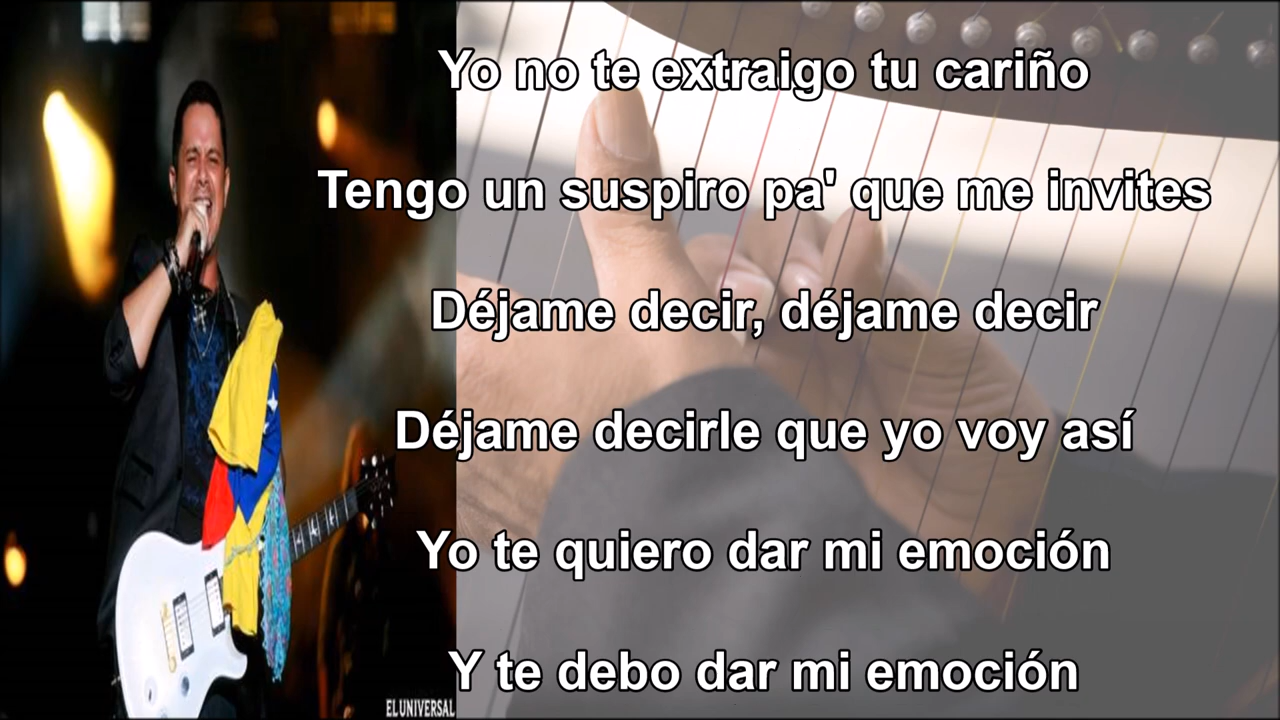 Yo no te extraigo tu cariño
Tengo un suspiro pa' que me invites
Déjame decir, déjame decir
Déjame decirle que yo voy así
Yo te quiero dar mi emoción
Y te debo dar mi emoción
ELUNIVERSAL